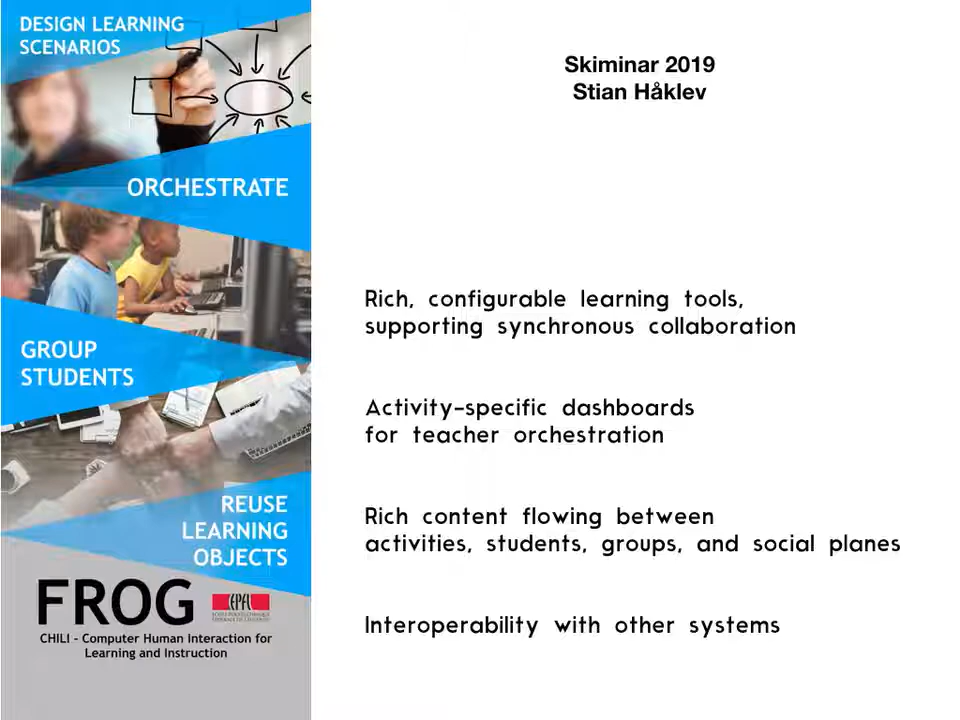 DESIGN LEARNING
SCENARIOS
ORCHESTRATE
GROUP
STUDENTS
REUSE
LEARNING
OBJECTS
FROG
EPFL
CHILI - Computer Human Interaction for
Learning and Instruction
Skiminar 2019
Stian Håklev
Rich, configurable learning tools,
supporting synchronous collaboration
Activity-specific dashboards
for teacher orchestration
Rich content flowing between
activities, students, groups, and social planes
Interoperability with other systems